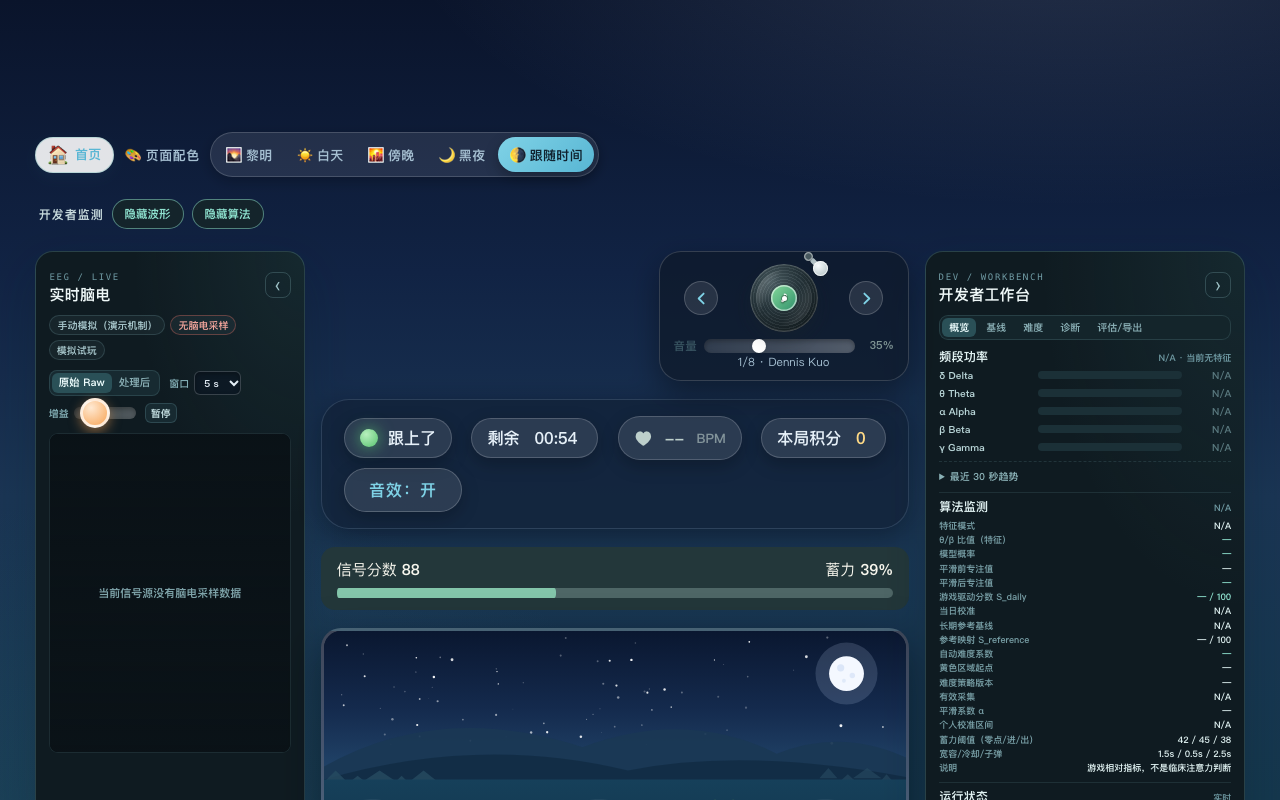 首页
页面配色
黎明
白天
傍晚
黑夜
跟随时间
开发者监测
隐藏波形
隐藏算法
EEG / LIVE
实时脑电
手动模拟（演示机制）
无脑电采样
模拟试玩
原始 Raw
处理后
窗口
5 s
增益
暂停
当前信号源没有脑电采样数据
音量
35%
1/8 · Dennis Kuo
跟上了
剩余 00:54
-- BPM
本局积分 0
音效：开
信号分数 88
蓄力 39%
DEV / WORKBENCH
开发者工作台
概览
基线
难度
诊断
评估/导出
频段功率
N/A · 当前无特征
δ Delta N/A
θ Theta N/A
α Alpha N/A
β Beta N/A
γ Gamma N/A
最近 30 秒趋势
算法监测 N/A
特征模式 N/A
θ/β 比值（特征） —
模型概率 —
平滑前专注值 —
平滑后专注值 —
游戏驱动分数 S_daily — / 100
当日校准 N/A
长期参考基线 N/A
参考映射 S_reference — / 100
自动难度系数 —
黄色区域起点 —
难度策略版本 —
有效采集 N/A
平滑系数 α —
个人校准区间 N/A
蓄力阈值（零点/进/出） 42 / 45 / 38
宽容/冷却/子弹 1.5s / 0.5s / 2.5s
说明 游戏相对指标，不是临床注意力判断
运行状态 实时